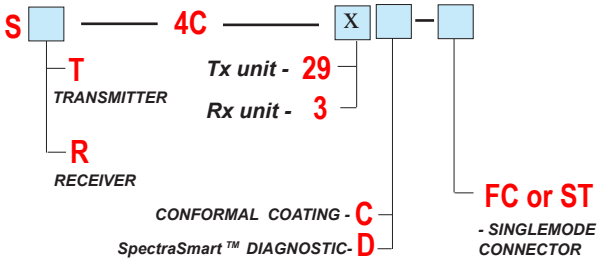 S 4C X
Tx unit - 29
T
TRANSMITTER
Rx unit - 3
R
RECEIVER
FC or ST
CONFORMAL COATING - C
- SINGLEMODE
CONNECTOR
SpectraSmart ™ DIAGNOSTIC- D